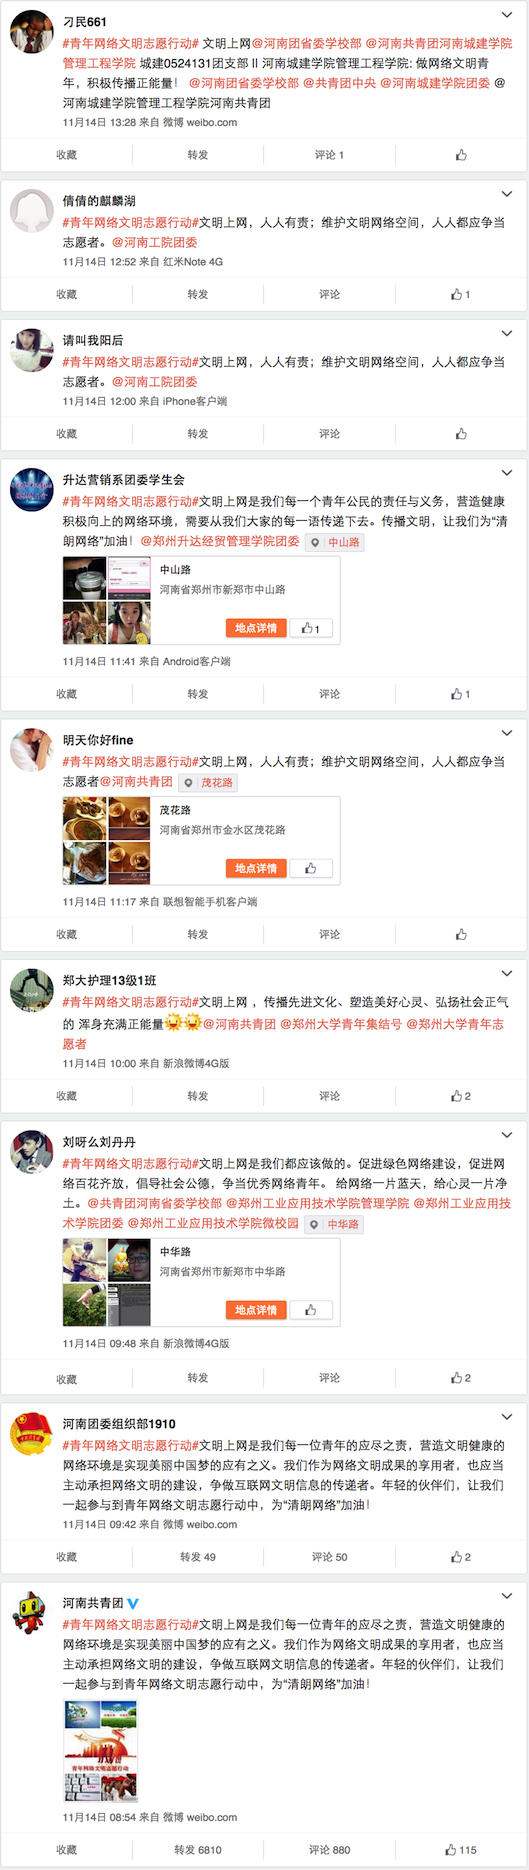 刁民661
#青年网络文明志愿行动# 文明上网@河南团省委学校部 @河南共青团河南城建学院
管理工程学院 城建0524131团支部 II 河南城建学院管理工程学院: 做网络文明青
年，积极传播正能量！ @河南团省委学校部 @共青团中央 @河南城建学院团委 @
河南城建学院管理工程学院河南共青团
11月14日 13:28 来自 微博 weibo.com
收藏 转发 评论 1
倩倩的麒麟湖
#青年网络文明志愿行动#文明上网，人人有责；维护文明网络空间，人人都应争当
志愿者。@河南工院团委
11月14日 12:52 来自 红米Note 4G
收藏 转发 评论 1
请叫我阳后
#青年网络文明志愿行动#文明上网，人人有责；维护文明网络空间，人人都应争当
志愿者。@河南工院团委
11月14日 12:00 来自 iPhone客户端
收藏 转发 评论
升达营销系团委学生会
#青年网络文明志愿行动#文明上网是我们每一个青年公民的责任与义务，营造健康
积极向上的网络环境，需要从我们大家的每一语传递下去。传播文明，让我们为“清
朗网络”加油！@郑州升达经贸管理学院团委 中山路
中山路
河南省郑州市新郑市中山路
地点详情 1
11月14日 11:41 来自 Android客户端
收藏 转发 评论 1
明天你好fine
#青年网络文明志愿行动#文明上网，人人有责；维护文明网络空间，人人都应争当
志愿者@河南共青团 茂花路
茂花路
河南省郑州市金水区茂花路
地点详情
11月14日 11:17 来自 联想智能手机客户端
收藏 转发 评论
郑大护理13级1班
#青年网络文明志愿行动#文明上网 ，传播先进文化、塑造美好心灵、弘扬社会正气
的 浑身充满正能量@河南共青团 @郑州大学青年集结号 @郑州大学青年志
愿者
11月14日 10:00 来自 新浪微博4G版
收藏 转发 评论 2
刘呀么刘丹丹
#青年网络文明志愿行动#文明上网是我们都应该做的。促进绿色网络建设，促进网
络百花齐放，倡导社会公德，争当优秀网络青年。 给网络一片蓝天，给心灵一片净
土。@共青团河南省委学校部 @郑州工业应用技术学院管理学院 @郑州工业应用技
术学院团委 @郑州工业应用技术学院微校园 中华路
中华路
河南省郑州市新郑市中华路
地点详情
11月14日 09:48 来自 新浪微博4G版
收藏 转发 评论 2
河南团委组织部1910
#青年网络文明志愿行动#文明上网是我们每一位青年的应尽之责，营造文明健康的
网络环境是实现美丽中国梦的应有之义。我们作为网络文明成果的享用者，也应当
主动承担网络文明的建设，争做互联网文明信息的传递者。年轻的伙伴们，让我们
一起参与到青年网络文明志愿行动中，为“清朗网络”加油！
11月14日 09:42 来自 微博 weibo.com
收藏 转发 49 评论 50 2
河南共青团
#青年网络文明志愿行动#文明上网是我们每一位青年的应尽之责，营造文明健康的
网络环境是实现美丽中国梦的应有之义。我们作为网络文明成果的享用者，也应当
主动承担网络文明的建设，争做互联网文明信息的传递者。年轻的伙伴们，让我们
一起参与到青年网络文明志愿行动中，为“清朗网络”加油！
青年网络文明志愿行动
11月14日 08:54 来自 微博 weibo.com
收藏 转发 6810 评论 880 115